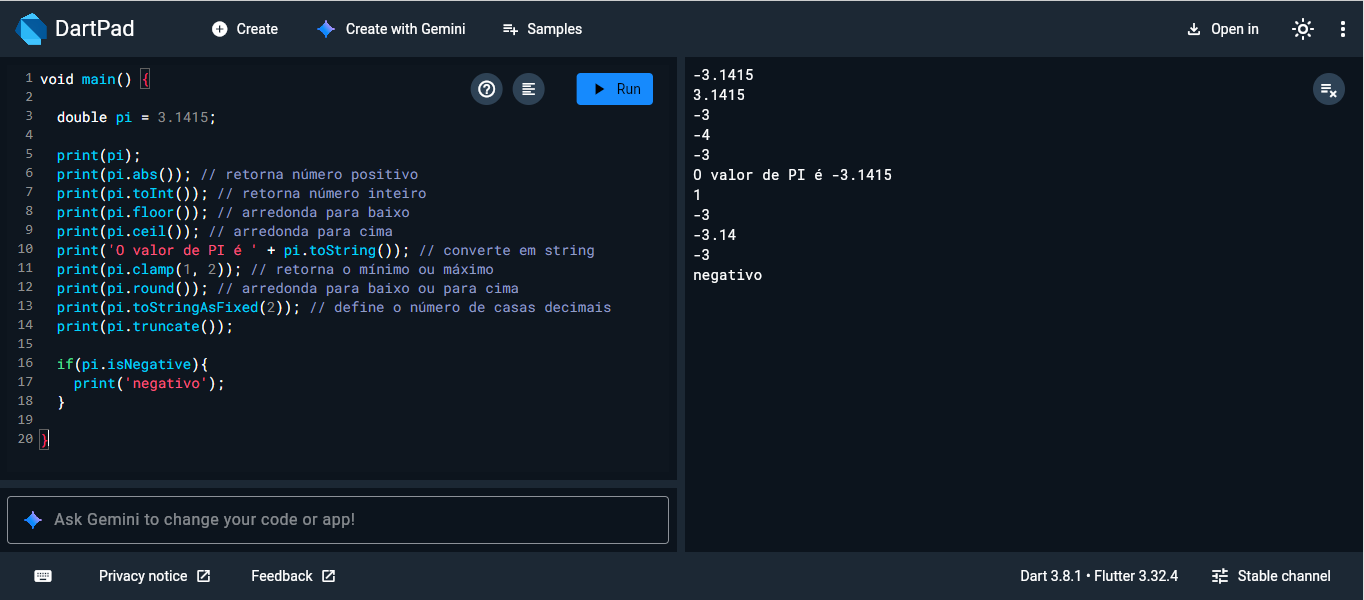 DartPad
Create
Create with Gemini
Samples
Open in
1 void main() {
2
3 double pi = 3.1415;
4
5 print(pi);
6 print(pi.abs()); // retorna número positivo
7 print(pi.toInt()); // retorna número inteiro
8 print(pi.floor()); // arredonda para baixo
9 print(pi.ceil()); // arredonda para cima
10 print('O valor de PI é ' + pi.toString()); // converte em string
11 print(pi.clamp(1, 2)); // retorna o mínimo ou máximo
12 print(pi.round()); // arredonda para baixo ou para cima
13 print(pi.toStringAsFixed(2)); // define o número de casas decimais
14 print(pi.truncate());
15
16 if(pi.isNegative){
17 print('negativo');
18 }
19
20 }
Run
-3.1415
3.1415
-3
-4
-3
O valor de PI é -3.1415
1
-3
-3.14
-3
negativo
Ask Gemini to change your code or app!
Privacy notice
Feedback
Dart 3.8.1 • Flutter 3.32.4
Stable channel